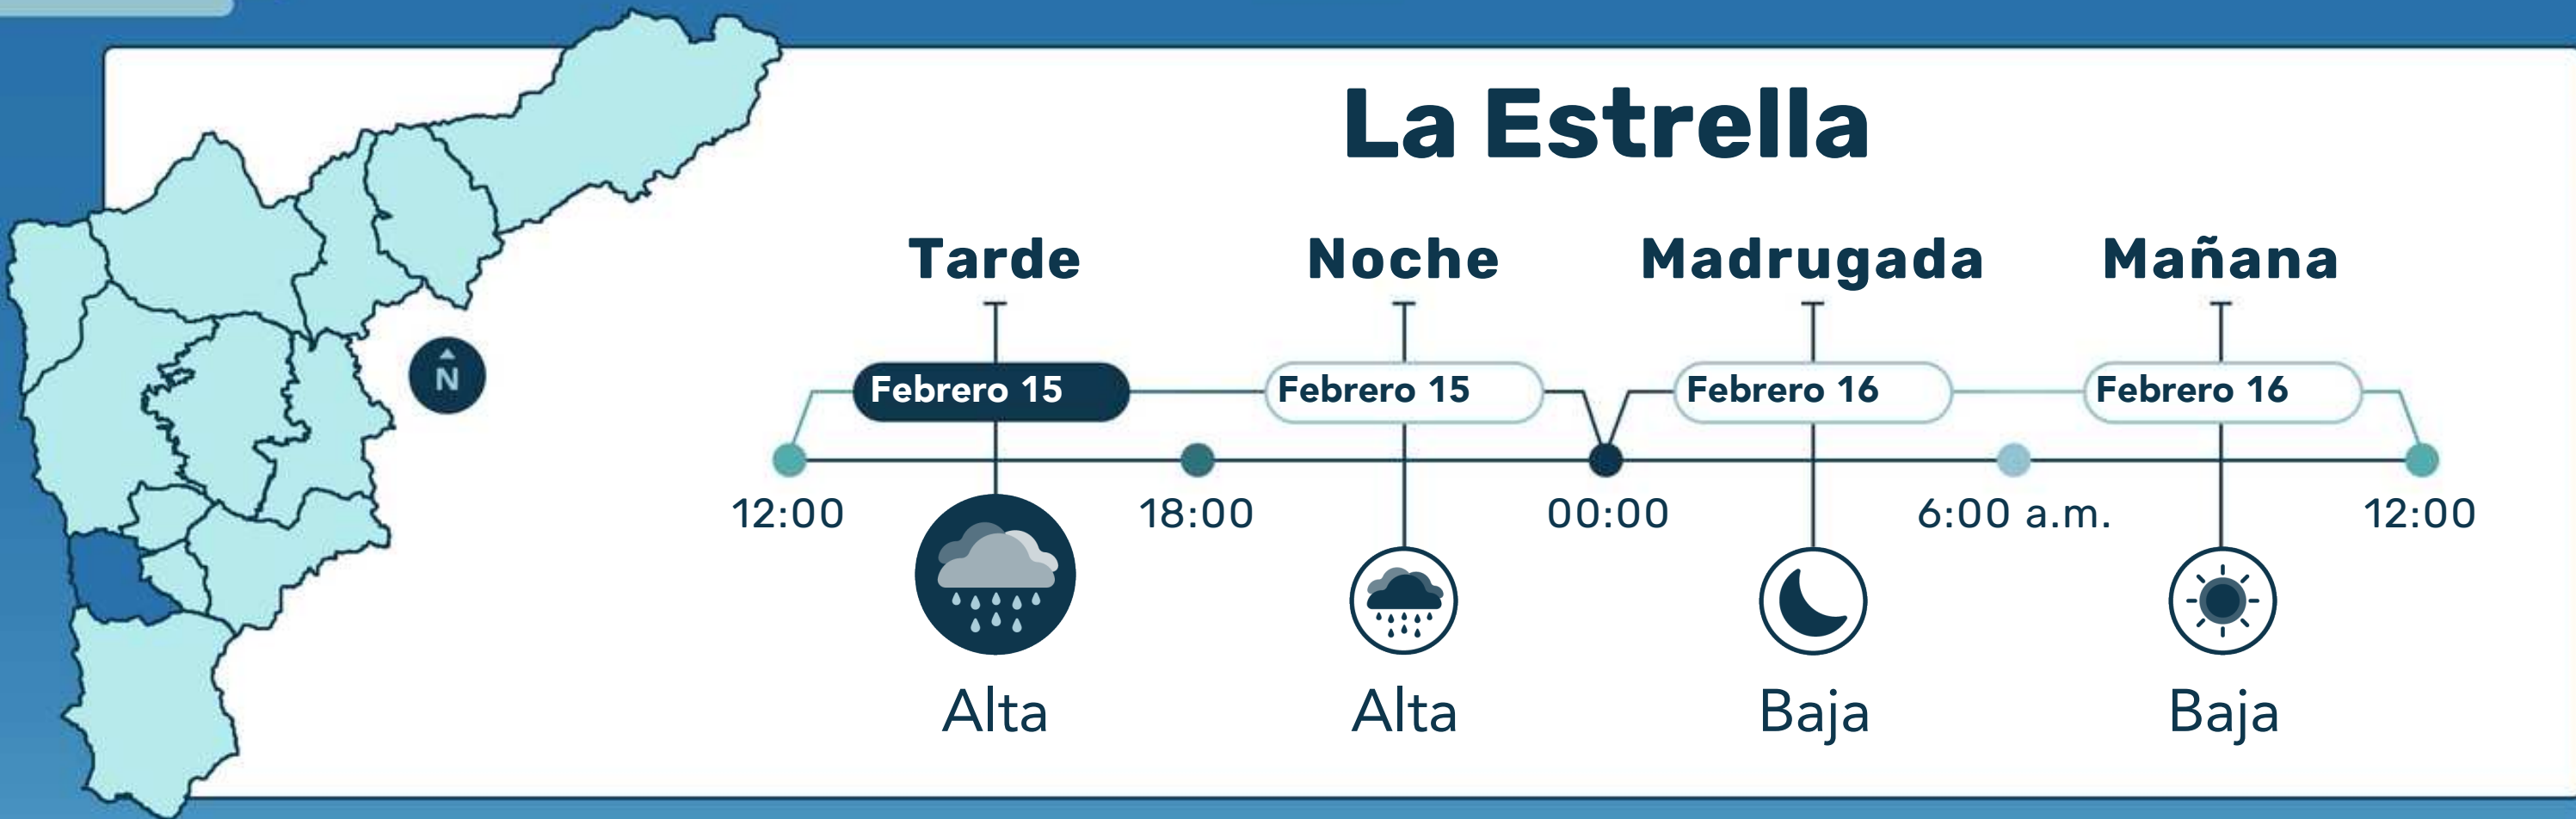 La Estrella
Tarde Noche Madrugada Mañana
N
Febrero 15 Febrero 15 Febrero 16 Febrero 16
12:00 18:00 00:00 6:00 a.m. 12:00
Alta Alta Baja Baja